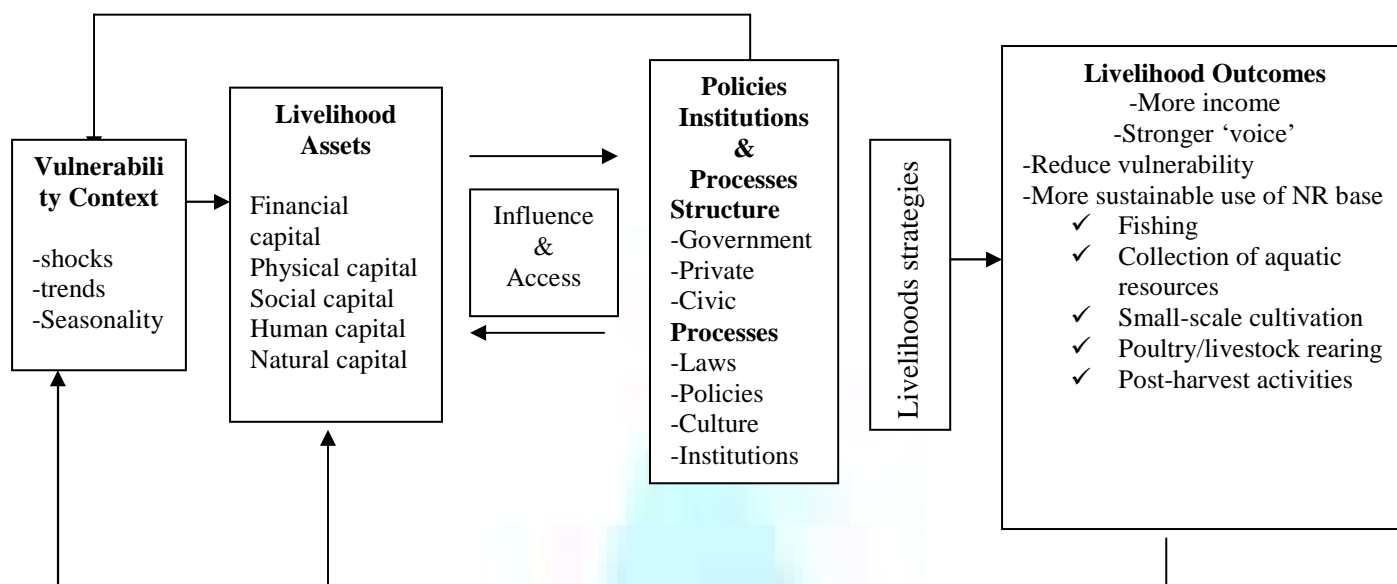 Vulnerabili
ty Context
-shocks
-trends
-Seasonality
Livelihood
Assets
Financial
capital
Physical capital
Social capital
Human capital
Natural capital
Influence
&
Access
Policies
Institutions
&
Processes
Structure
-Government
-Private
-Civic
Processes
-Laws
-Policies
-Culture
-Institutions
Livelihoods strategies
Livelihood Outcomes
-More income
-Stronger ‘voice’
-Reduce vulnerability
-More sustainable use of NR base
✓ Fishing
✓ Collection of aquatic
resources
✓ Small-scale cultivation
✓ Poultry/livestock rearing
✓ Post-harvest activities